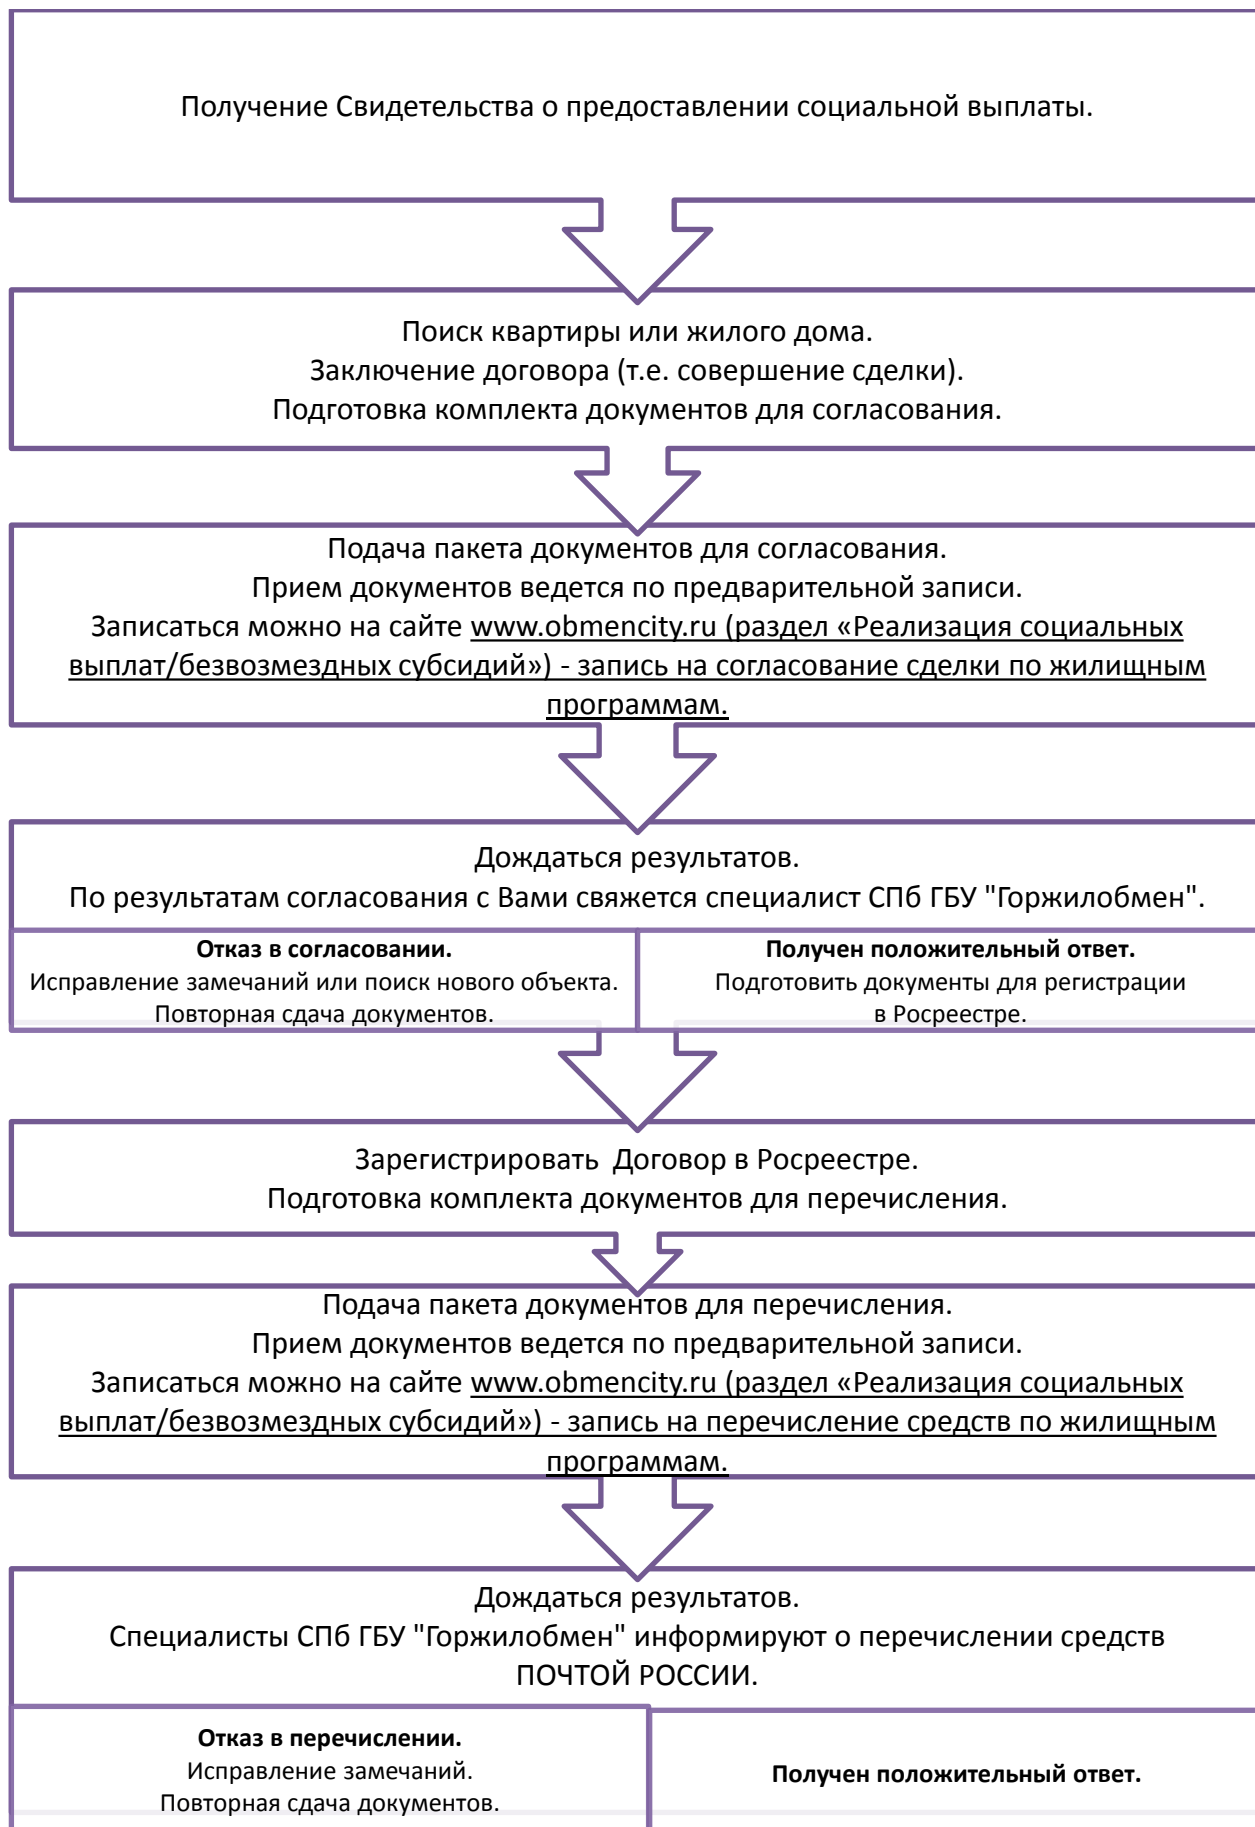 Получение Свидетельства о предоставлении социальной выплаты.
Поиск квартиры или жилого дома.
Заключение договора (т.е. совершение сделки).
Подготовка комплекта документов для согласования.
Подача пакета документов для согласования.
Прием документов ведется по предварительной записи.
Записаться можно на сайте www.obmencity.ru (раздел «Реализация социальных
выплат/безвозмездных субсидий») - запись на согласование сделки по жилищным
программам.
Дождаться результатов.
По результатам согласования с Вами свяжется специалист СПб ГБУ "Горжилобмен".
Отказ в согласовании.
Исправление замечаний или поиск нового объекта.
Повторная сдача документов.
Получен положительный ответ.
Подготовить документы для регистрации
в Росреестре.
Зарегистрировать  Договор в Росреестре.
Подготовка комплекта документов для перечисления.
Подача пакета документов для перечисления.
Прием документов ведется по предварительной записи.
Записаться можно на сайте www.obmencity.ru (раздел «Реализация социальных
выплат/безвозмездных субсидий») - запись на перечисление средств по жилищным
программам.
Дождаться результатов.
Специалисты СПб ГБУ "Горжилобмен" информируют о перечислении средств
ПОЧТОЙ РОССИИ.
Отказ в перечислении.
Исправление замечаний.
Повторная сдача документов.
Получен положительный ответ.